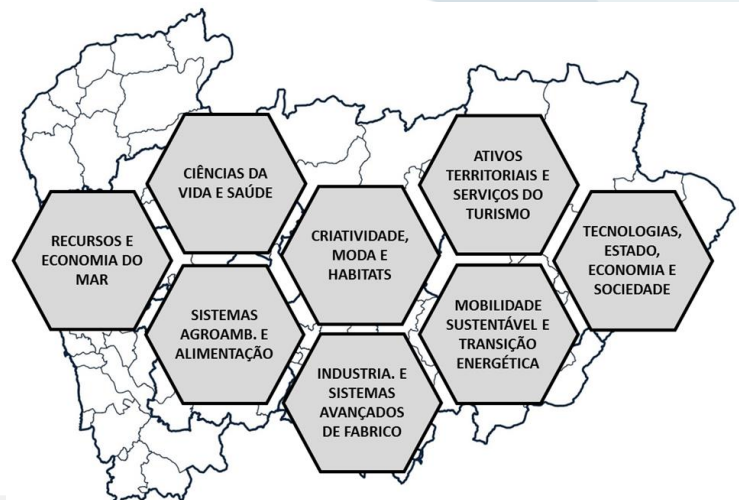 RECURSOS E
ECONOMIA DO
MAR
CIÊNCIAS DA
VIDA E SAÚDE
SISTEMAS
AGROAMB. E
ALIMENTAÇÃO
CRIATIVIDADE,
MODA E
HABITATS
INDUSTRIA. E
SISTEMAS
AVANÇADOS
DE FABRICO
ATIVOS
TERRITORIAIS E
SERVIÇOS DO
TURISMO
MOBILIDADE
SUSTENTÁVEL E
TRANSIÇÃO
ENERGÉTICA
TECNOLOGIAS,
ESTADO,
ECONOMIA E
SOCIEDADE